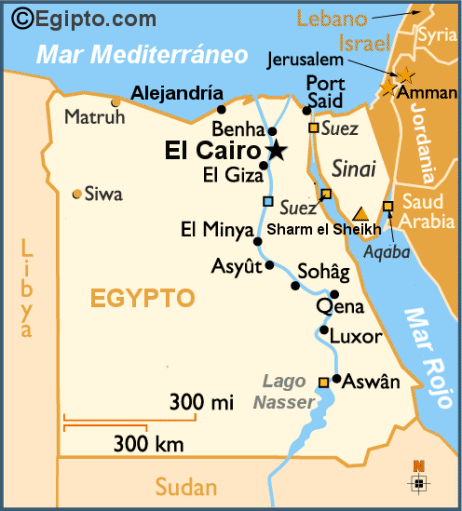 ©Egipto.com
Lebano
Mar Mediterráneo
Israel
Syria
Jerusalem
Port
Said
Amman
Alejandría
Matruh
Benha
Suez
Jordania
El Cairo
El Giza
Sinai
Siwa
Suez
Saud
Arabia
El Minya
Sharm el Sheikh
Aqaba
Asyût
Sohâg
Libya
EGYPTO
Qena
Mar Rojo
Luxor
Lago
Nasser
Aswân
300 mi
300 km
N
Sudan